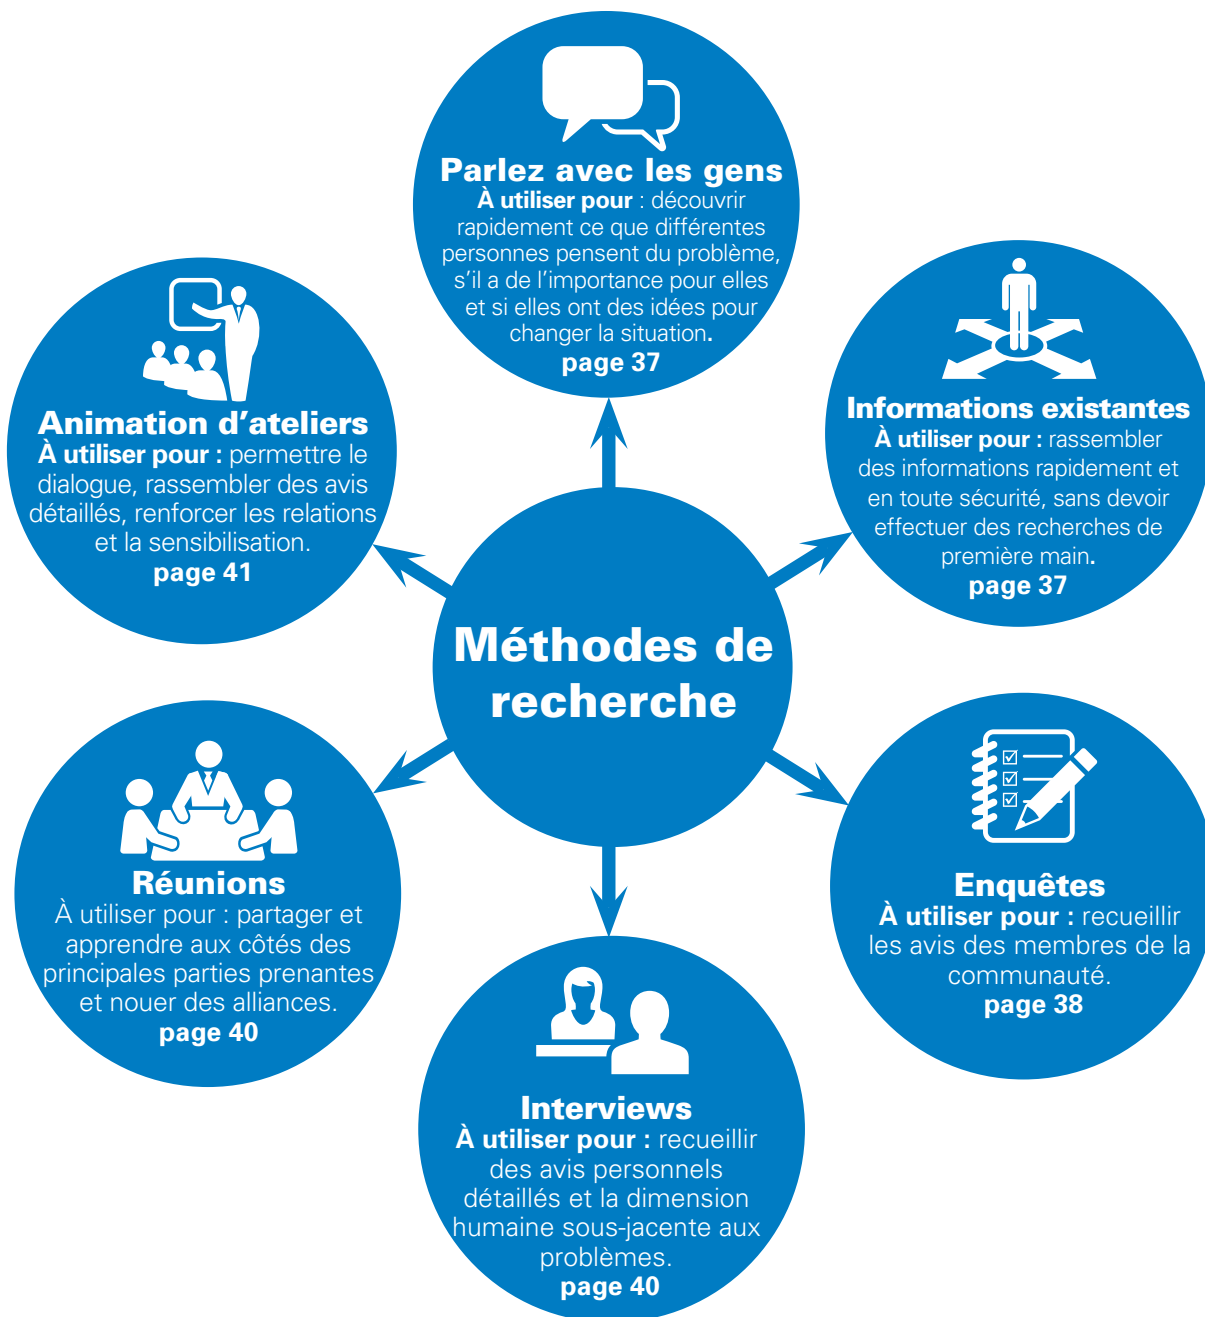 Parlez avec les gens
À utiliser pour : découvrir
rapidement ce que différentes
personnes pensent du problème,
s’il a de l’importance pour elles
et si elles ont des idées pour
changer la situation.
page 37
Informations existantes
À utiliser pour : rassembler
des informations rapidement et
en toute sécurité, sans devoir
effectuer des recherches de
première main.
page 37
Animation d’ateliers
À utiliser pour : permettre le
dialogue, rassembler des avis
détaillés, renforcer les relations
et la sensibilisation.
page 41
Méthodes de
recherche
Enquêtes
À utiliser pour : recueillir
les avis des membres de la
communauté.
page 38
Réunions
À utiliser pour : partager et
apprendre aux côtés des
principales parties prenantes
et nouer des alliances.
page 40
Interviews
À utiliser pour : recueillir
des avis personnels
détaillés et la dimension
humaine sous-jacente aux
problèmes.
page 40